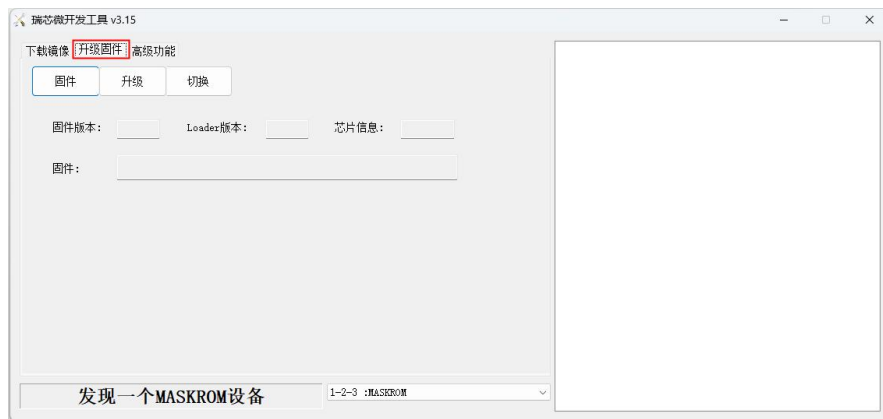 瑞芯微开发工具 v3.15
下载镜像 升级固件 高级功能
固件 升级 切换
固件版本： Loader版本： 芯片信息：
固件：
发现一个MASKROM设备 1-2-3 :MASKROM